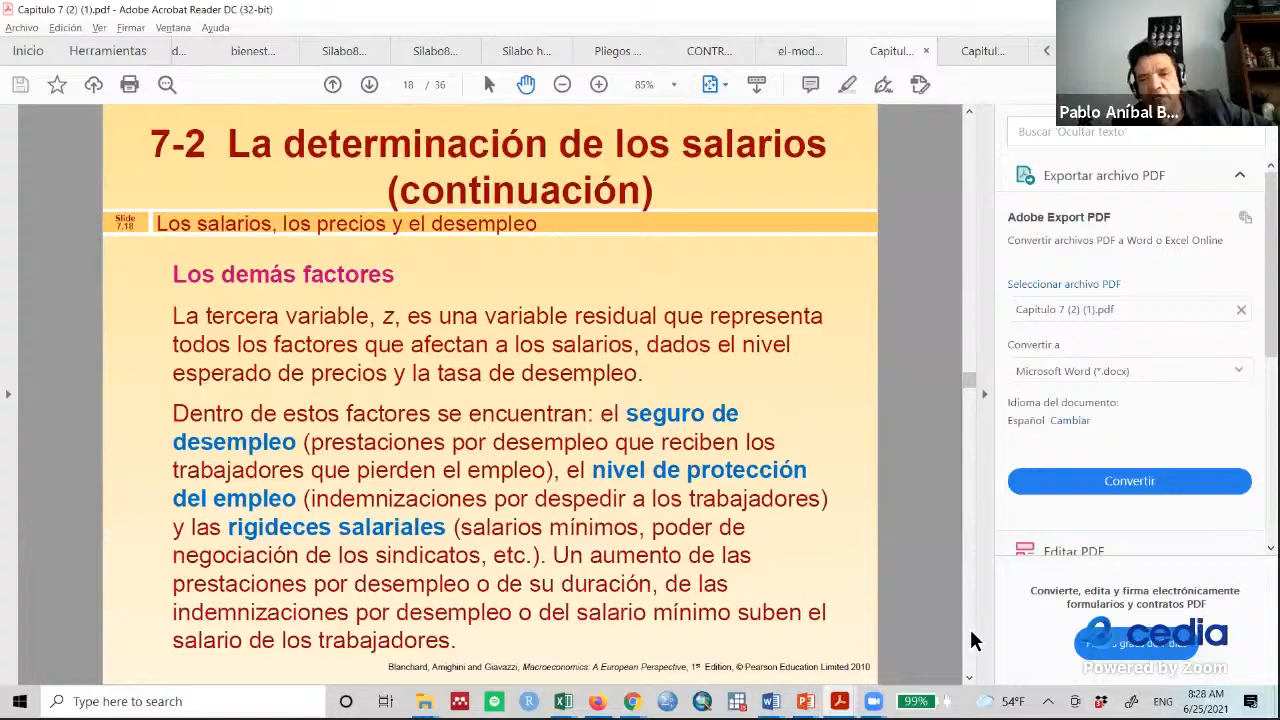 Capitulo 7 (2) (1).pdf - Adobe Acrobat Reader DC (32-bit)
Archivo Edición Ver Firmar Ventana Ayuda
Inicio Herramientas d... bienest... Silabo8... Silabo8... Silabo h... Pliegos ... CONTR... el-mod... Capitul... × Capitul...
18 / 36 85%
Pablo Aníbal B...
7-2 La determinación de los salarios
(continuación)
Slide
7.18
Los salarios, los precios y el desempleo
Los demás factores
La tercera variable, z, es una variable residual que representa
todos los factores que afectan a los salarios, dados el nivel
esperado de precios y la tasa de desempleo.
Dentro de estos factores se encuentran: el seguro de
desempleo (prestaciones por desempleo que reciben los
trabajadores que pierden el empleo), el nivel de protección
del empleo (indemnizaciones por despedir a los trabajadores)
y las rigideces salariales (salarios mínimos, poder de
negociación de los sindicatos, etc.). Un aumento de las
prestaciones por desempleo o de su duración, de las
indemnizaciones por desempleo o del salario mínimo suben el
salario de los trabajadores.
Blanchard, Amighini and Giavazzi, Macroeconomics: A European Perspective, 1st Edition, © Pearson Education Limited 2010
Buscar 'Ocultar texto'
Exportar archivo PDF
Adobe Export PDF
Convertir archivos PDF a Word o Excel Online
Seleccionar archivo PDF
Capítulo 7 (2) (1).pdf
Convertir a
Microsoft Word (*.docx)
Idioma del documento:
Español Cambiar
Convertir
Editar PDF
Convierte, edita y firma electrónicamente
formularios y contratos PDF
cedia
Powered by Zoom
Type here to search
99%
54°F
ENG
8:28 AM
6/25/2021